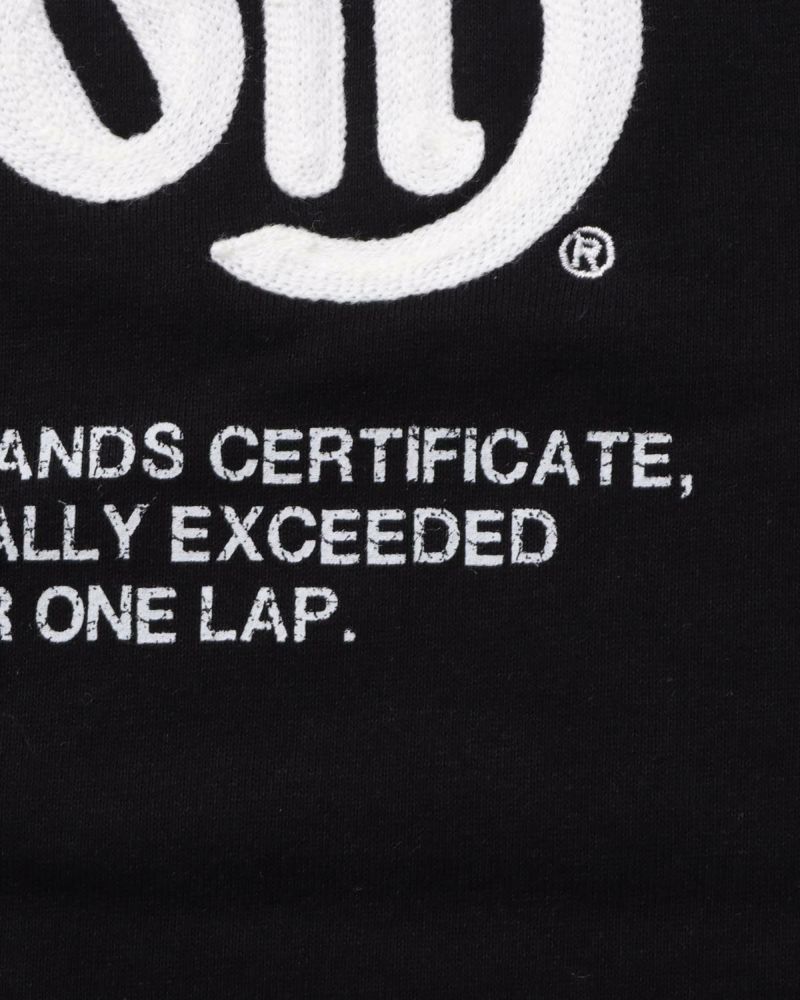 ®
ANDS CERTIFICATE,
ALLY EXCEEDED
R ONE LAP.